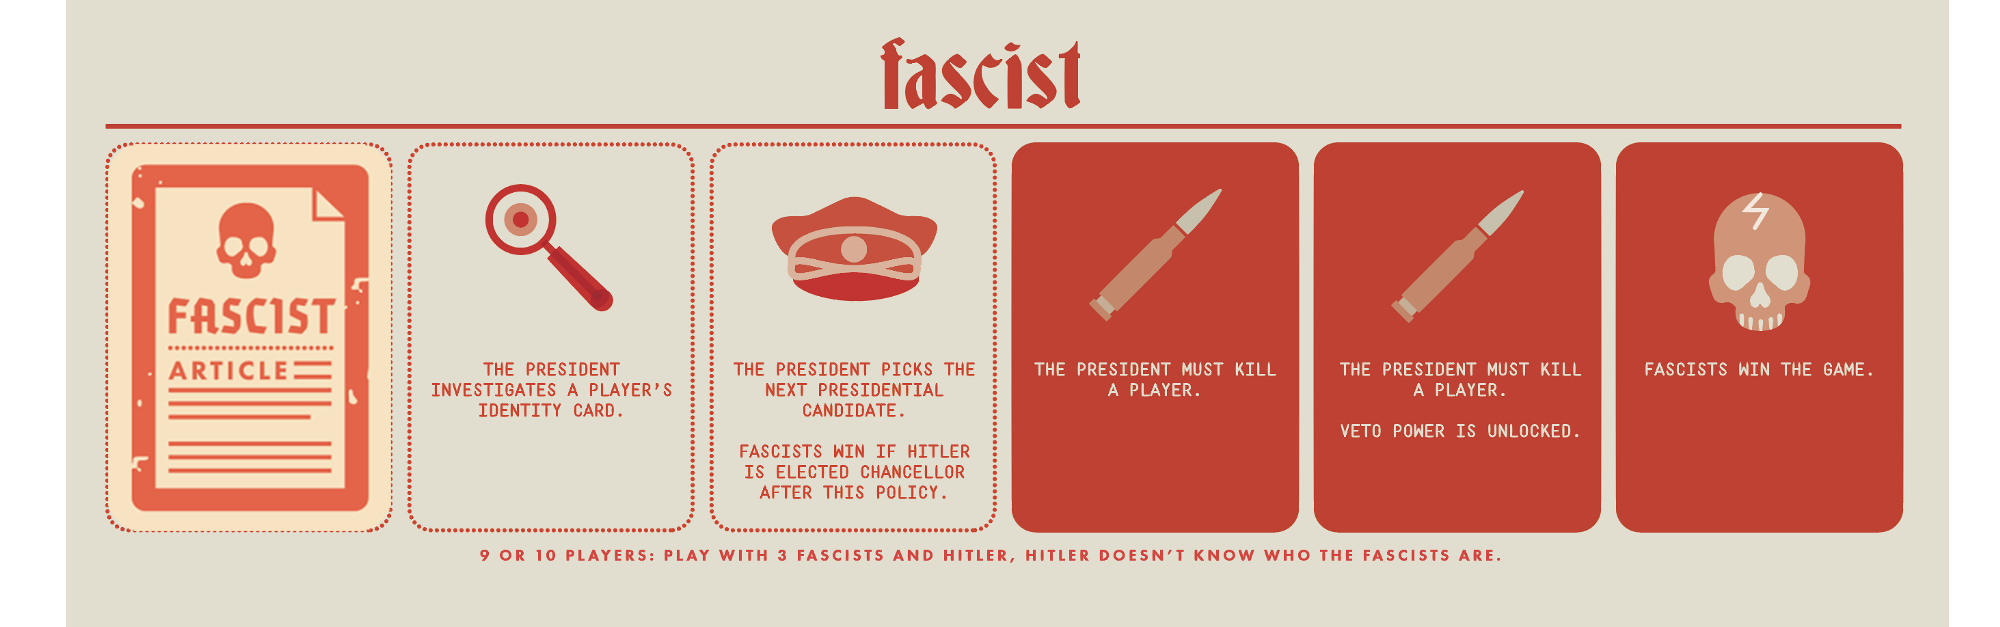 fascist
FASCIST
ARTICLE
THE PRESIDENT
INVESTIGATES A PLAYER'S
IDENTITY CARD.
THE PRESIDENT PICKS THE
NEXT PRESIDENTIAL
CANDIDATE.
FASCISTS WIN IF HITLER
IS ELECTED CHANCELLOR
AFTER THIS POLICY.
THE PRESIDENT MUST KILL
A PLAYER.
THE PRESIDENT MUST KILL
A PLAYER.
VETO POWER IS UNLOCKED.
FASCISTS WIN THE GAME.
9 OR 10 PLAYERS: PLAY WITH 3 FASCISTS AND HITLER, HITLER DOESN'T KNOW WHO THE FASCISTS ARE.